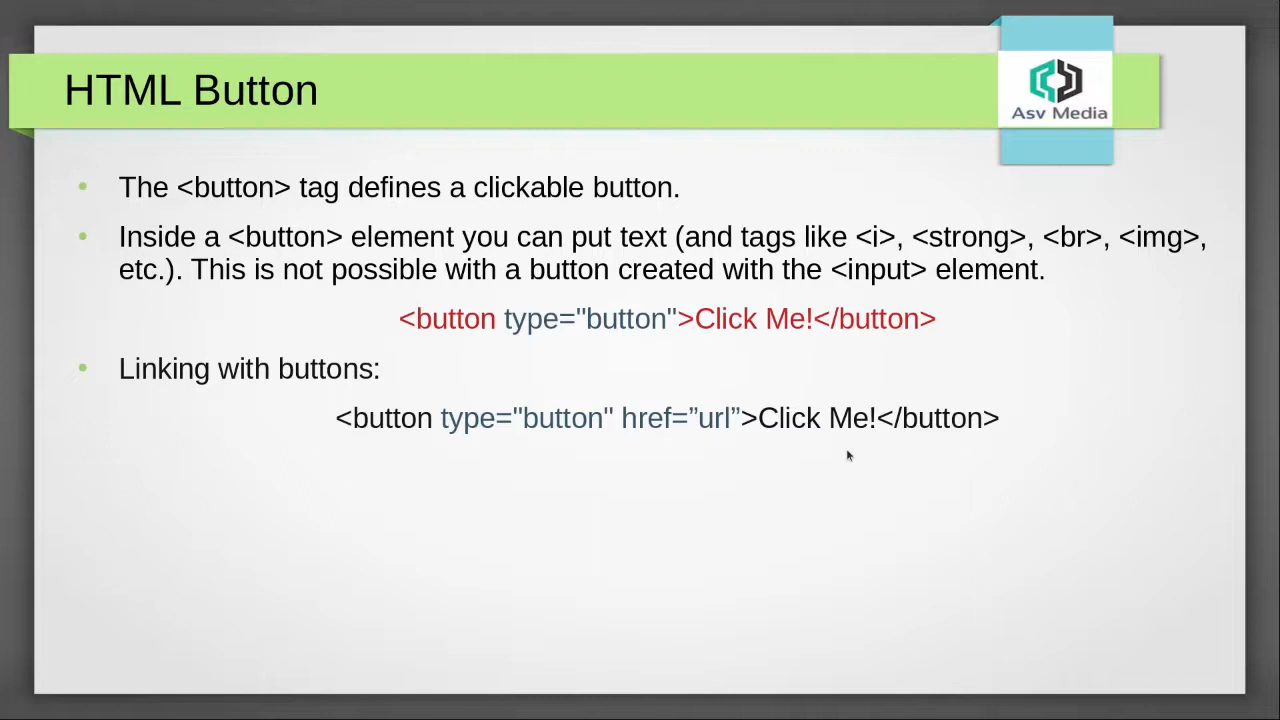 HTML Button
Asv Media
The <button> tag defines a clickable button.
Inside a <button> element you can put text (and tags like <i>, <strong>, <br>, <img>,
etc.). This is not possible with a button created with the <input> element.
<button type="button">Click Me!</button>
Linking with buttons:
<button type="button" href=”url”>Click Me!</button>